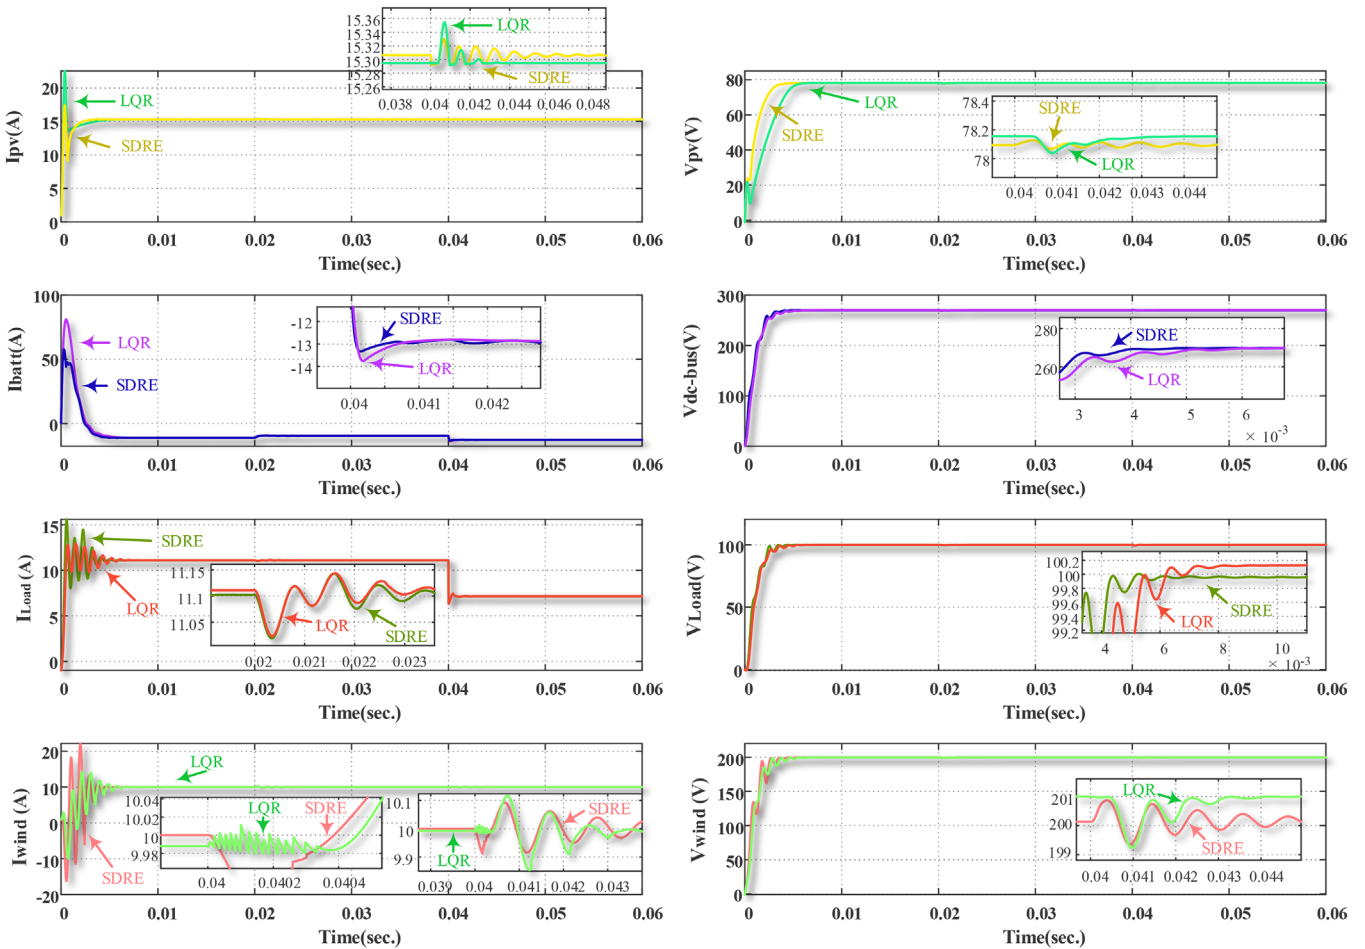 15.36
15.32
15.30
15.28
15.26
LQR
SDRE
0.038 0.04 0.042 0.044 0.046 0.048
Ipv(A)
20
15
10
5
0
LQR
SDRE
0 0.01 0.02 0.03 0.04 0.05 0.06
Time(sec.)
Vpv(V)
80
60
40
20
0
LQR
SDRE
78.4
78.2
78
SDRE
LQR
0.04 0.041 0.042 0.043 0.044
0 0.01 0.02 0.03 0.04 0.05 0.06
Time(sec.)
Ibatt(A)
100
50
0
LQR
SDRE
-12
-13
-14
SDRE
LQR
0.04 0.041 0.042
0 0.01 0.02 0.03 0.04 0.05 0.06
Time(sec.)
Vdc-bus(V)
300
200
100
0
280
260
SDRE
LQR
3 4 5 6
× 10⁻³
0 0.01 0.02 0.03 0.04 0.05 0.06
Time(sec.)
ILoad (A)
15
10
5
0
SDRE
LQR
11.15
11.1
11.05
LQR
SDRE
0.02 0.021 0.022 0.023
0 0.01 0.02 0.03 0.04 0.05 0.06
Time(sec.)
VLoad(V)
100
50
0
100.2
100
99.8
99.6
99.4
99.2
SDRE
LQR
4 6 8 10
× 10⁻³
0 0.01 0.02 0.03 0.04 0.05 0.06
Time(sec.)
Iwind (A)
20
10
0
-10
-20
LQR
SDRE
10.04
10.02
10
9.98
LQR
SDRE
0.04 0.0402 0.0404
10.1
10
9.9
SDRE
LQR
0.039 0.04 0.041 0.042 0.043
0 0.01 0.02 0.03 0.04 0.05 0.06
Time(sec.)
Vwind (V)
200
150
100
50
0
201
200
199
LQR
SDRE
0.04 0.041 0.042 0.043 0.044
0 0.01 0.02 0.03 0.04 0.05 0.06
Time(sec.)